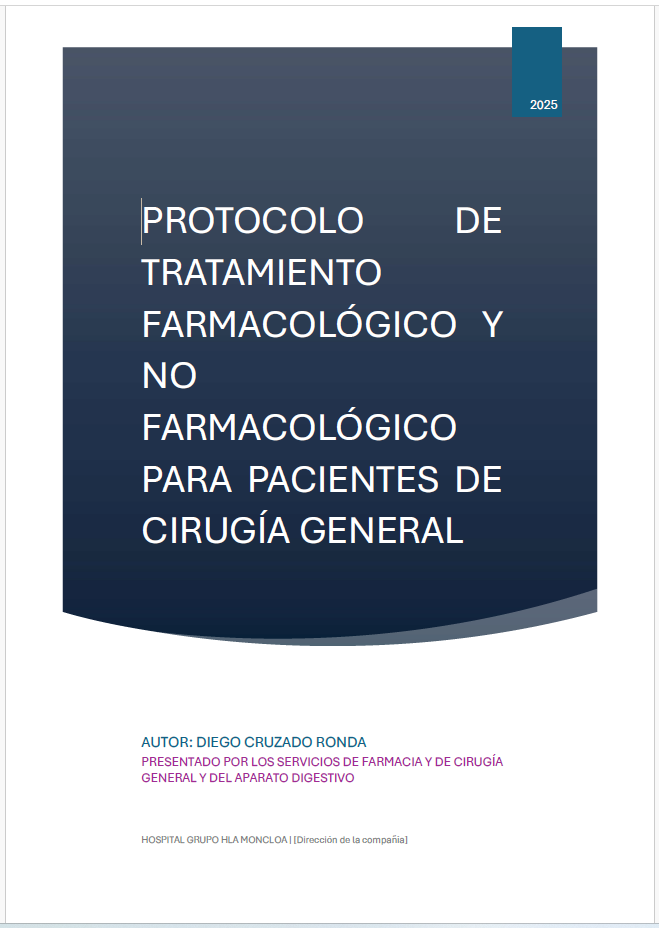 2025
PROTOCOLO DE
TRATAMIENTO
FARMACOLÓGICO Y
NO
FARMACOLÓGICO
PARA PACIENTES DE
CIRUGÍA GENERAL
AUTOR: DIEGO CRUZADO RONDA
PRESENTADO POR LOS SERVICIOS DE FARMACIA Y DE CIRUGÍA
GENERAL Y DEL APARATO DIGESTIVO
HOSPITAL GRUPO HLA MONCLOA | [Dirección de la compañía]